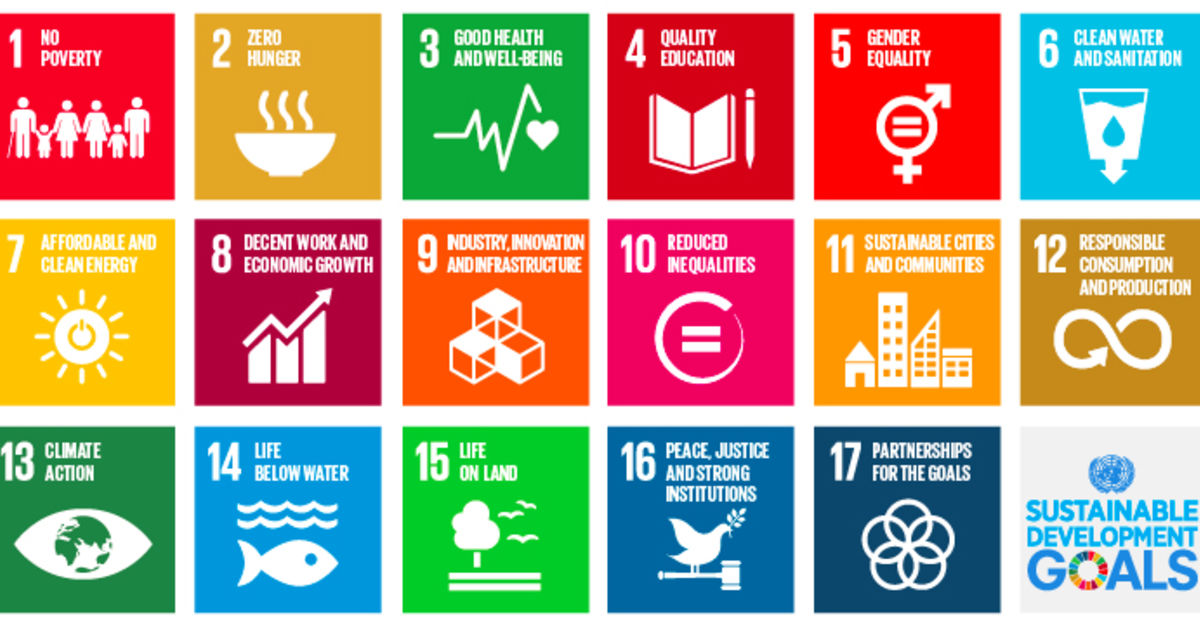 1 NO
POVERTY
2 ZERO
HUNGER
3 GOOD HEALTH
AND WELL-BEING
4 QUALITY
EDUCATION
5 GENDER
EQUALITY
6 CLEAN WATER
AND SANITATION
7 AFFORDABLE AND
CLEAN ENERGY
8 DECENT WORK AND
ECONOMIC GROWTH
9 INDUSTRY, INNOVATION
AND INFRASTRUCTURE
10 REDUCED
INEQUALITIES
11 SUSTAINABLE CITIES
AND COMMUNITIES
12 RESPONSIBLE
CONSUMPTION
AND PRODUCTION
13 CLIMATE
ACTION
14 LIFE
BELOW WATER
15 LIFE
ON LAND
16 PEACE, JUSTICE
AND STRONG
INSTITUTIONS
17 PARTNERSHIPS
FOR THE GOALS
SUSTAINABLE
DEVELOPMENT
GOALS